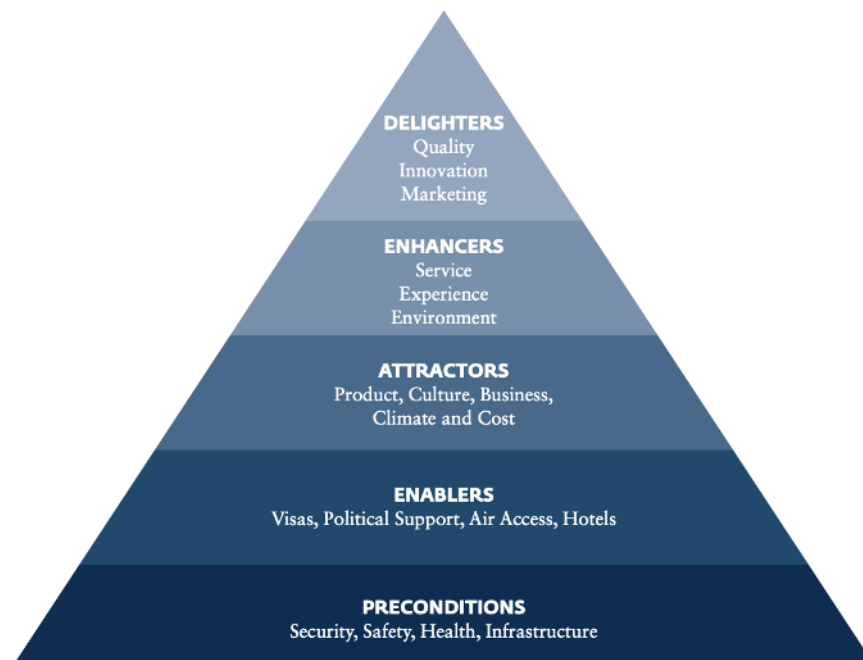 DELIGHTERS
Quality
Innovation
Marketing
ENHANCERS
Service
Experience
Environment
ATTRACTORS
Product, Culture, Business,
Climate and Cost
ENABLERS
Visas, Political Support, Air Access, Hotels
PRECONDITIONS
Security, Safety, Health, Infrastructure